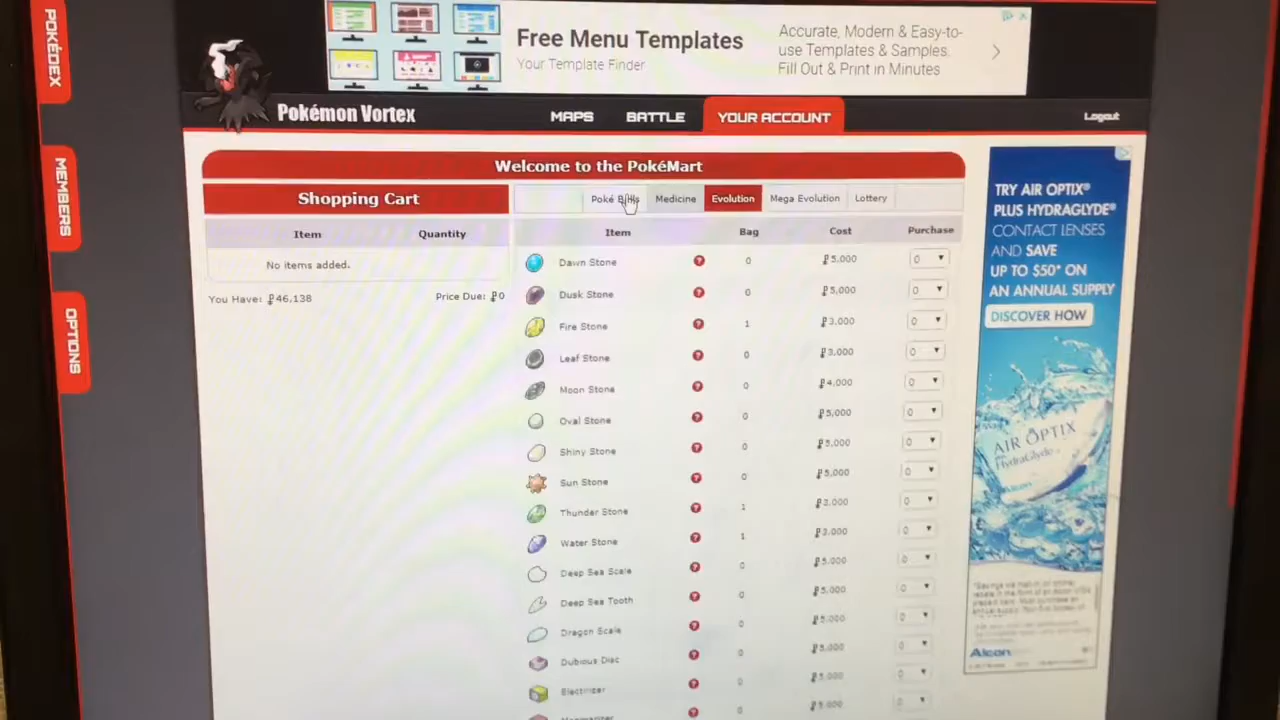 POKÉDEX
MEMBERS
OPTIONS
Free Menu Templates
Your Template Finder
Accurate, Modern & Easy-to-
use Templates & Samples.
Fill Out & Print in Minutes
Pokémon Vortex
MAPS BATTLE YOUR ACCOUNT Logout
Welcome to the PokéMart
Shopping Cart
Item Quantity
No items added.
You Have: ₽46,138 Price Due: ₽0
Poké Balls Medicine Evolution Mega Evolution Lottery
Item Bag Cost Purchase
Dawn Stone ? 0 ₽5,000 0
Dusk Stone ? 0 ₽5,000 0
Fire Stone ? 1 ₽3,000 0
Leaf Stone ? 0 ₽3,000 0
Moon Stone ? 0 ₽4,000 0
Oval Stone ? 0 ₽5,000 0
Shiny Stone ? 0 ₽5,000 0
Sun Stone ? 0 ₽5,000 0
Thunder Stone ? 1 ₽3,000 0
Water Stone ? 1 ₽3,000 0
Deep Sea Scale ? 0 ₽5,000 0
Deep Sea Tooth ? 0 ₽5,000 0
Dragon Scale ? 0 ₽5,000 0
Dubious Disc ? 0 ₽5,000 0
Electirizer ? 0 ₽5,000 0
Magmarizer ? 0 ₽5,000 0
TRY AIR OPTIX®
PLUS HYDRAGLYDE®
CONTACT LENSES
AND SAVE
UP TO $50* ON
AN ANNUAL SUPPLY
DISCOVER HOW
AIR OPTIX
HydraGlyde
Alcon
Alcon